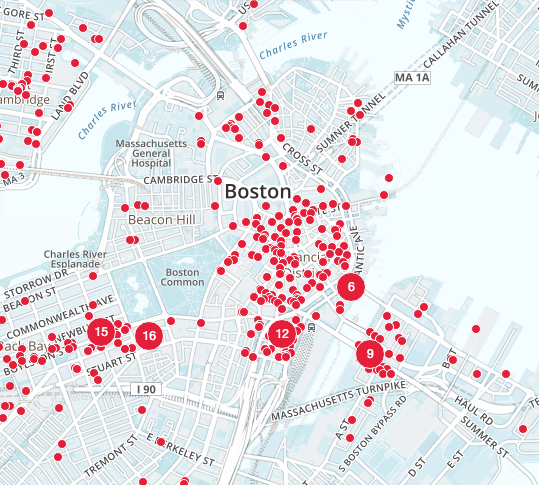 GORE ST
US
Mystic
THIRD ST
FIRST ST
Charles River
CALLAHAN TUNNEL
MA 1A
LAND BLVD
ambridge
Charles River
SUMNER TUNNEL
Massachusetts
General
Hospital
CROSS ST
MA 3
CAMBRIDGE ST
Boston
Beacon Hill
Charles River
Esplanade
ATLANTIC AVE
Boston
Common
STORROW DR
BEACON ST
6
COMMONWEALTH AVE.
NEWBURY
15
16
12
9
ack Bay
BOYLSTON ST
STUART ST
B ST
I 90
MASSACHUSETTS TURNPIKE
HAUL RD
SUMMER ST
A ST
S BOSTON BYPASS RD
E BERKELEY ST
TREMONT ST
D ST
E ST